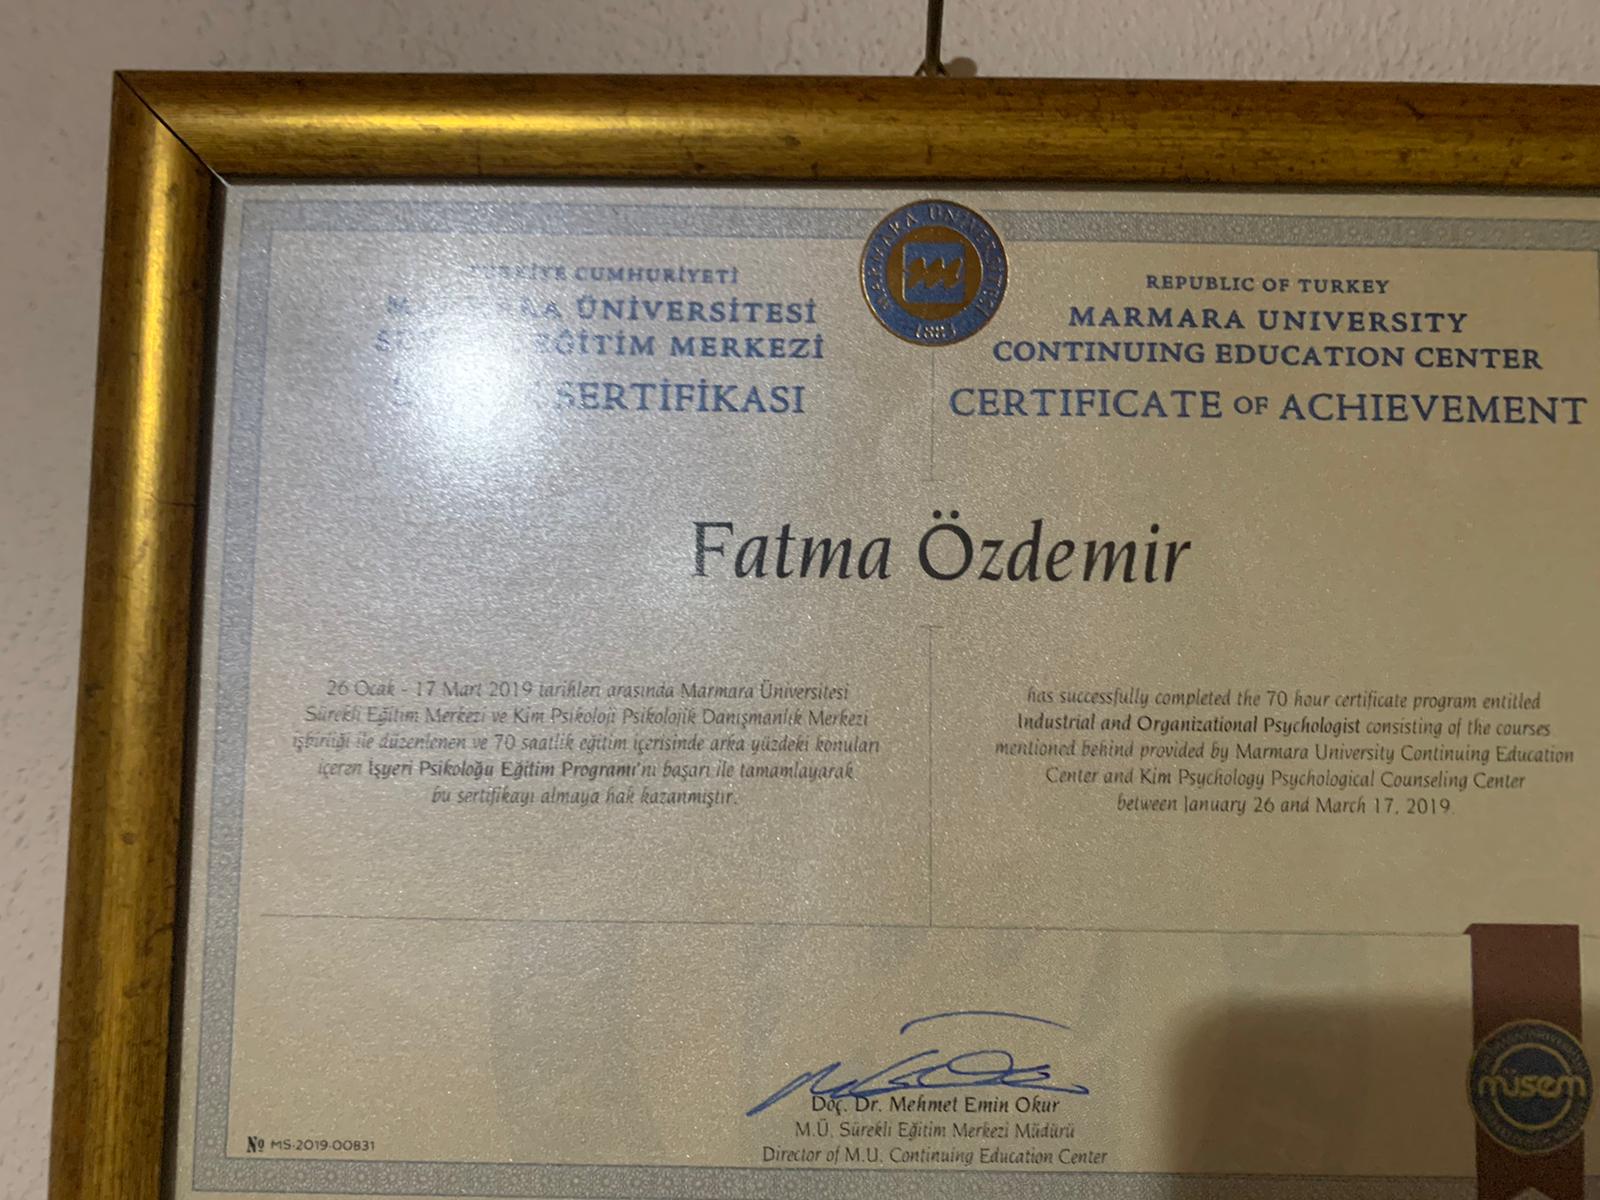 MARMARA ÜNİVERSİTESİ
1883
TÜRKİYE CUMHURİYETİ
MARMARA ÜNİVERSİTESİ
EĞİTİM MERKEZİ
SERTİFİKASI
REPUBLIC OF TURKEY
MARMARA UNIVERSITY
CONTINUING EDUCATION CENTER
CERTIFICATE OF ACHIEVEMENT
Fatma Özdemir
26 Ocak - 17 Mart 2019 tarihleri arasında Marmara Üniversitesi
Sürekli Eğitim Merkezi ve Kim Psikoloji Psikolojik Danışmanlık Merkezi
işbirliği ile düzenlenen ve 70 saatlik eğitim içerisinde arka yüzdeki konuları
içeren İşyeri Psikoloğu Eğitim Programı'nı başarı ile tamamlayarak
bu sertifikayı almaya hak kazanmıştır.
has successfully completed the 70 hour certificate program entitled
Industrial and Organizational Psychologist consisting of the courses
mentioned behind provided by Marmara University Continuing Education
Center and Kim Psychology Psychological Counseling Center
between January 26 and March 17, 2019.
Doç. Dr. Mehmet Emin Okur
M.Ü. Sürekli Eğitim Merkezi Müdürü
Director of M.U. Continuing Education Center
№ MS-2019-00831
müsem